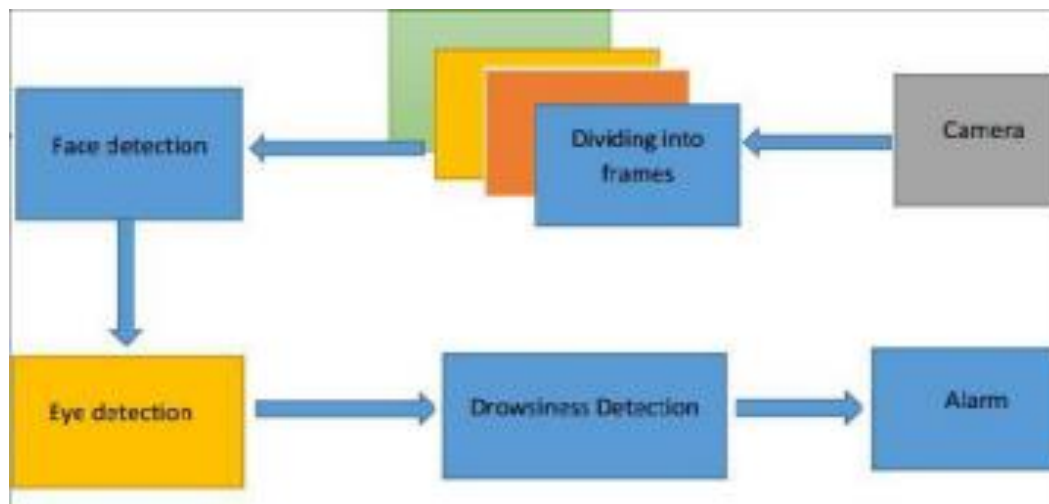 Camera
Dividing into
frames
Face detection
Eye detection
Drowsiness Detection
Alarm